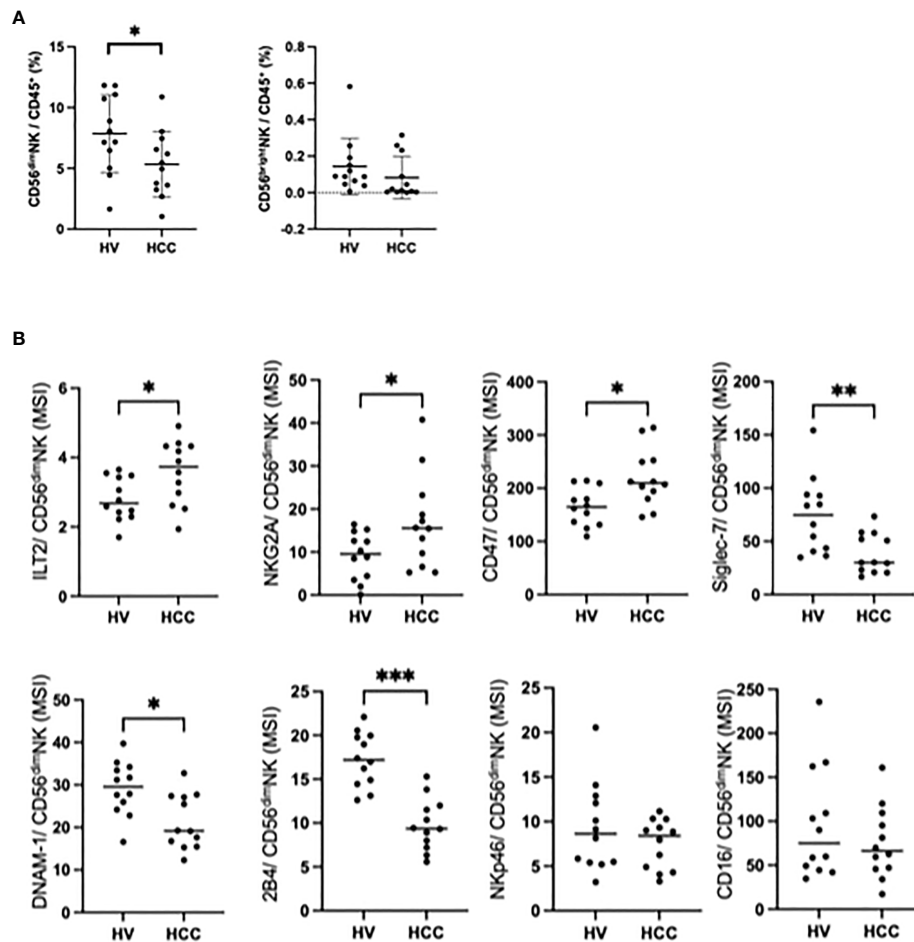 A
CD56dimNK / CD45+ (%)
15
10
5
0
*
HV HCC
CD56brightNK / CD45+ (%)
0.8
0.6
0.4
0.2
0.0
-0.2
HV HCC
B
ILT2/ CD56dimNK (MSI)
6
4
2
0
*
HV HCC
NKG2A/ CD56dimNK (MSI)
50
40
30
20
10
0
*
HV HCC
CD47/ CD56dimNK (MSI)
400
300
200
100
0
*
HV HCC
Siglec-7/ CD56dimNK (MSI)
200
150
100
50
0
**
HV HCC
DNAM-1/ CD56dimNK (MSI)
50
40
30
20
10
0
*
HV HCC
2B4/ CD56dimNK (MSI)
25
20
15
10
5
0
***
HV HCC
NKp46/ CD56dimNK (MSI)
25
20
15
10
5
0
HV HCC
CD16/ CD56dimNK (MSI)
250
200
150
100
50
0
HV HCC